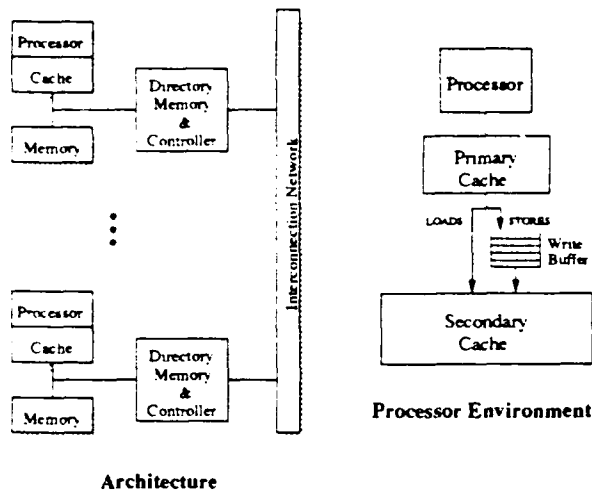 Processor
Cache
Memory
Directory
Memory
&
Controller
Processor
Cache
Memory
Directory
Memory
&
Controller
Interconnection Network
Architecture
Processor
Primary
Cache
LOADS
STORES
Write
Buffer
Secondary
Cache
Processor Environment